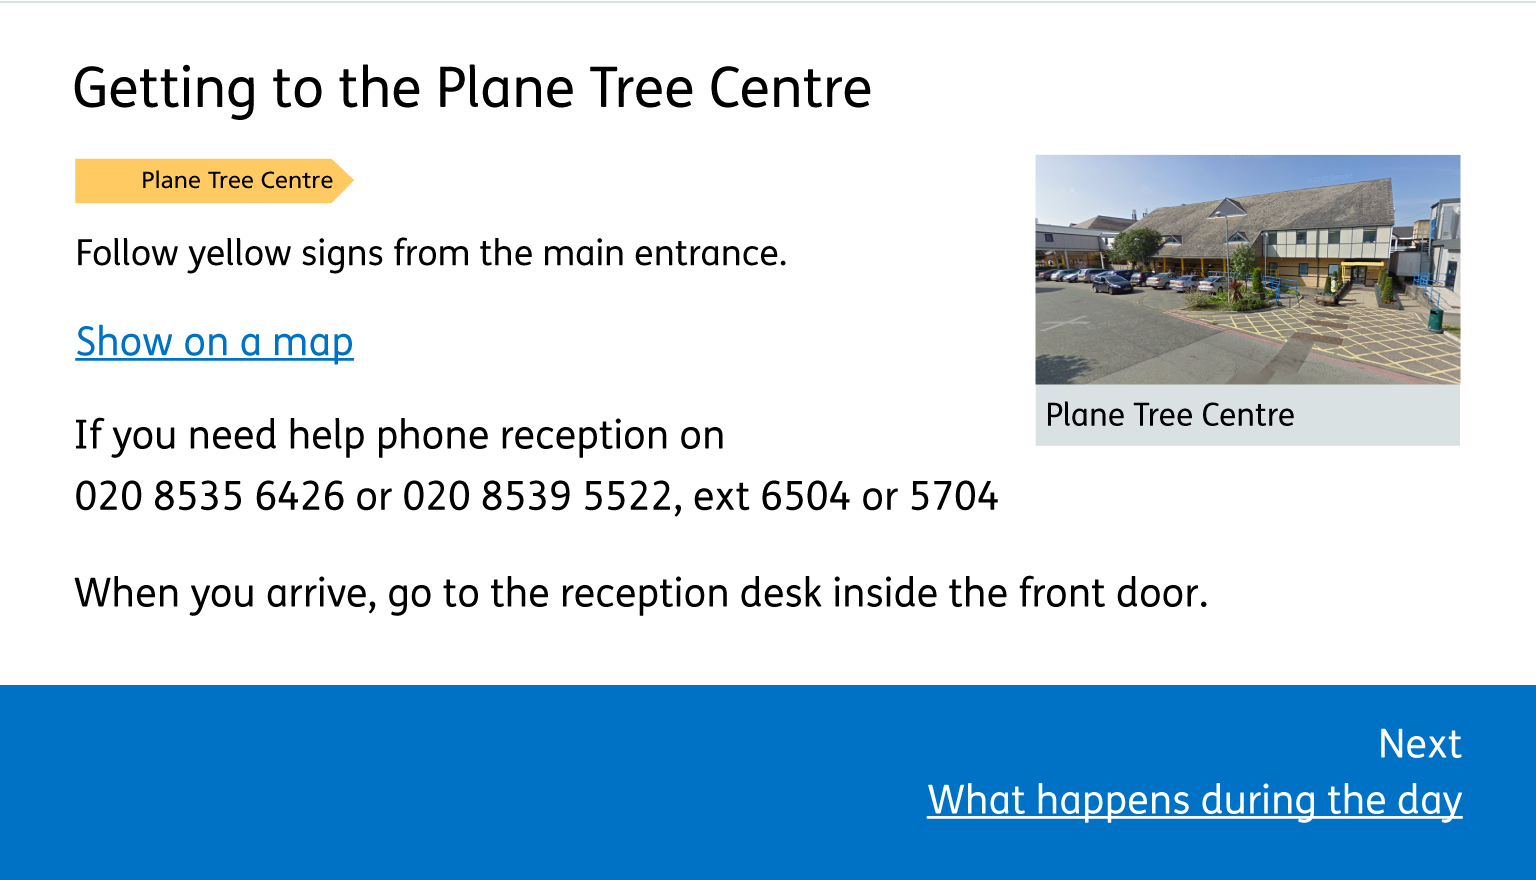 Getting to the Plane Tree Centre
Plane Tree Centre
Follow yellow signs from the main entrance.
Show on a map
If you need help phone reception on
020 8535 6426 or 020 8539 5522, ext 6504 or 5704
When you arrive, go to the reception desk inside the front door.
Plane Tree Centre
Next
What happens during the day